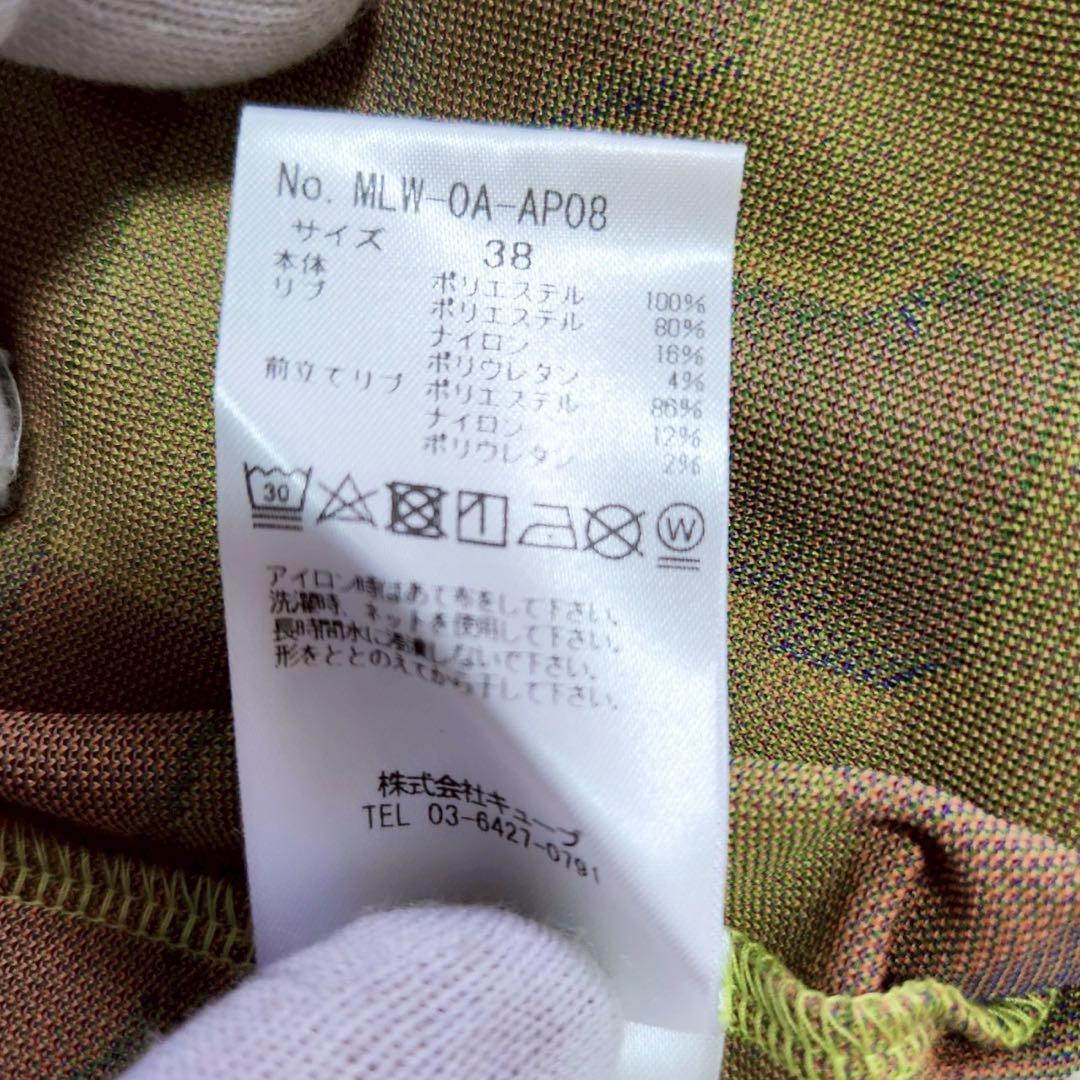 No. MLW-0A-AP08
サイズ 38
本体 ポリエステル 100%
リブ ポリエステル 80%
ナイロン 16%
ポリウレタン 4%
前立てリブ ポリエステル 86%
ナイロン 12%
ポリウレタン 2%
30 W
アイロン時はあて布をして下さい。
洗濯時、ネットを使用して下さい。
長時間水に浸漬しないで下さい。
形をととのえてから干して下さい。
株式会社キューブ
TEL 03-6427-0791